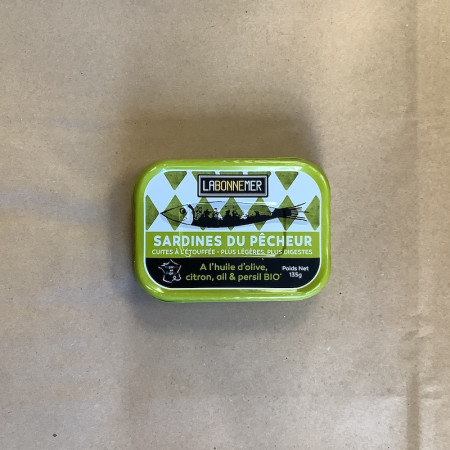 LABONNEMER
SARDINES DU PÊCHEUR
CUITES À L'ÉTOUFFÉE - PLUS LÉGÈRES, PLUS DIGESTES
A l'huile d'olive,
citron, ail & persil BIO*
Poids Net
135g